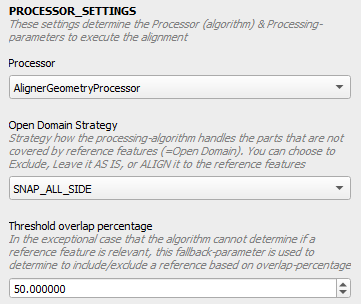 PROCESSOR_SETTINGS
These settings determine the Processor (algorithm) & Processing-
parameters to execute the alignment
Processor
AlignerGeometryProcessor
Open Domain Strategy
Strategy how the processing-algorithm handles the parts that are not
covered by reference features (=Open Domain). You can choose to
Exclude, Leave it AS IS, or ALIGN it to the reference features
SNAP_ALL_SIDE
Threshold overlap percentage
In the exceptional case that the algorithm cannot determine if a
reference feature is relevant, this fallback-parameter is used to
determine to include/exclude a reference based on overlap-percentage
50.000000